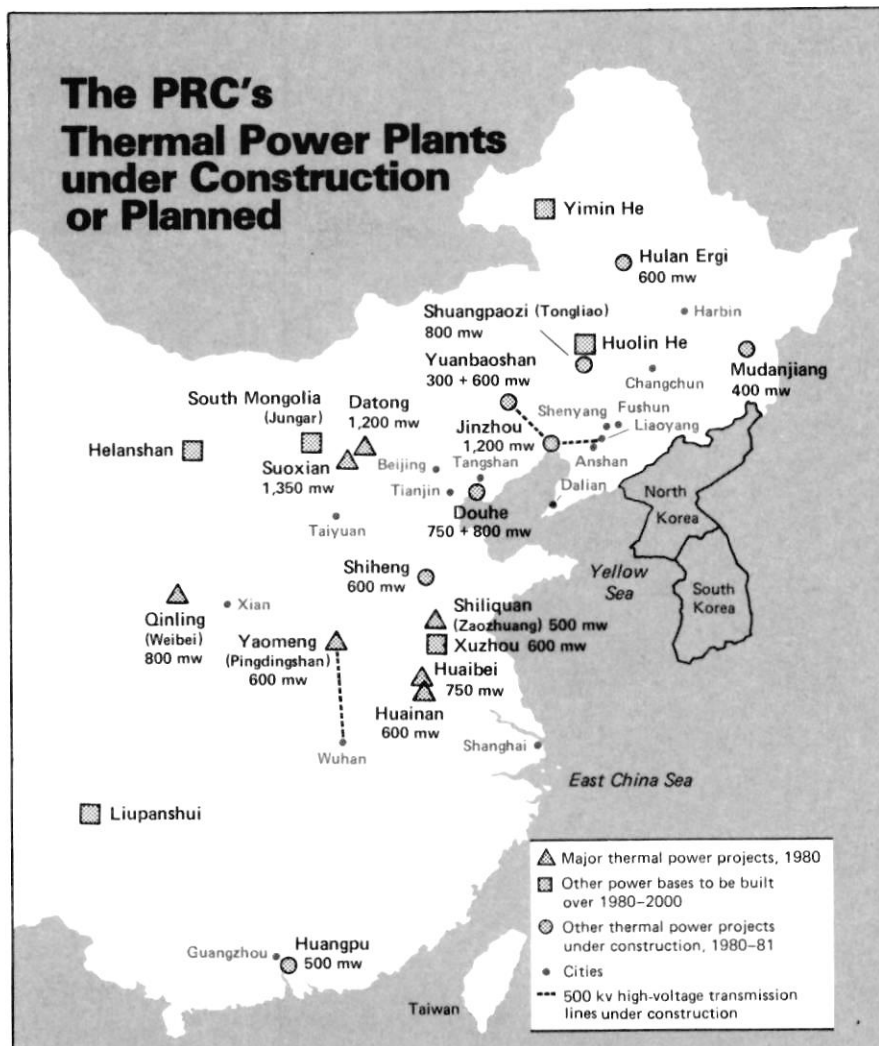 The PRC's
Thermal Power Plants
under Construction
or Planned
Yimin He
Hulan Ergi
600 mw
Harbin
Shuangpaozi (Tongliao)
800 mw
Huolin He
Yuanbaoshan
300 + 600 mw
Mudanjiang
400 mw
Changchun
South Mongolia
(Jungar)
Datong
1,200 mw
Shenyang
Fushun
Jinzhou
1,200 mw
Liaoyang
Anshan
Helanshan
Suoxian
1,350 mw
Beijing
Tangshan
Tianjin
Dalian
Douhe
750 + 800 mw
North
Korea
Taiyuan
Shiheng
600 mw
Yellow
Sea
South
Korea
Qinling
(Weibei)
800 mw
Xian
Shiliquan
(Zaozhuang) 500 mw
Yaomeng
(Pingdingshan)
600 mw
Xuzhou 600 mw
Huaibei
750 mw
Huainan
600 mw
Wuhan
Shanghai
East China Sea
Liupanshui
Guangzhou
Huangpu
500 mw
Taiwan
Major thermal power projects, 1980
Other power bases to be built
over 1980–2000
Other thermal power projects
under construction, 1980–81
Cities
500 kv high-voltage transmission
lines under construction